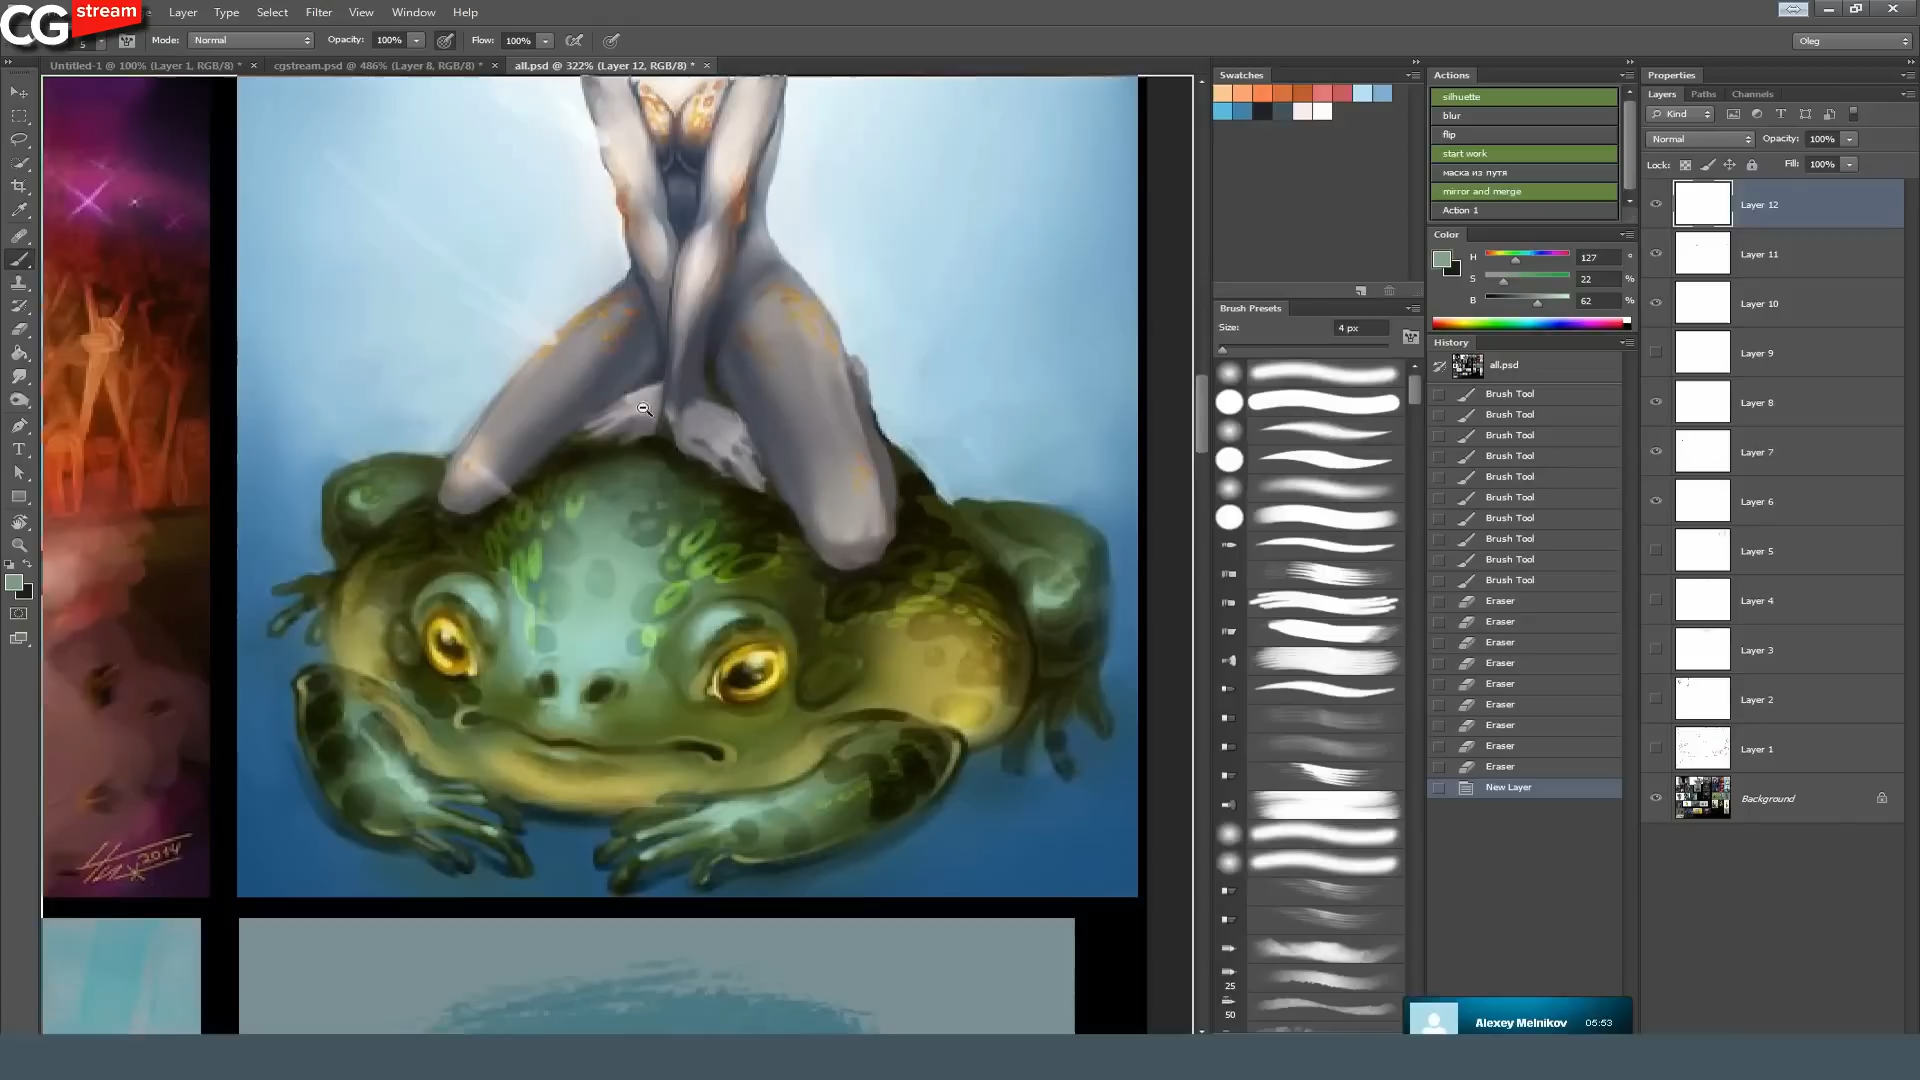 CG stream
Layer Type Select Filter View Window Help
5 Mode: Normal Opacity: 100% Flow: 100% Oleg
Untitled-1 @ 100% (Layer 1, RGB/8) *
cgstream.psd @ 486% (Layer 8, RGB/8) *
all.psd @ 322% (Layer 12, RGB/8) *
Swatches
Brush Presets
Size: 4 px
25
50
Actions
silhuette
blur
flip
start work
маска из путя
mirror and merge
Action 1
Color
H 127 °
S 22 %
B 62 %
History
all.psd
Brush Tool
Brush Tool
Brush Tool
Brush Tool
Brush Tool
Brush Tool
Brush Tool
Brush Tool
Brush Tool
Brush Tool
Eraser
Eraser
Eraser
Eraser
Eraser
Eraser
Eraser
Eraser
Eraser
New Layer
Properties
Layers Paths Channels
Kind
Normal Opacity: 100%
Lock: Fill: 100%
Layer 12
Layer 11
Layer 10
Layer 9
Layer 8
Layer 7
Layer 6
Layer 5
Layer 4
Layer 3
Layer 2
Layer 1
Background
2014
Alexey Melnikov 05:53